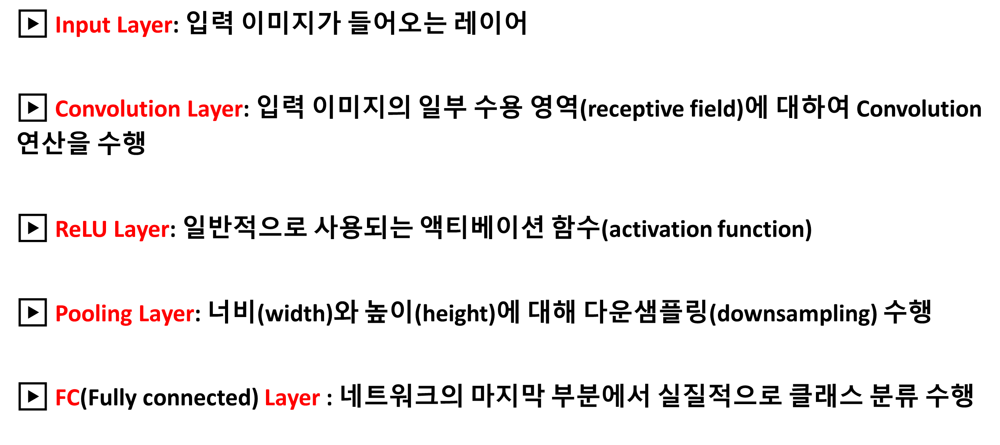 ▶ Input Layer: 입력 이미지가 들어오는 레이어
▶ Convolution Layer: 입력 이미지의 일부 수용 영역(receptive field)에 대하여 Convolution
연산을 수행
▶ ReLU Layer: 일반적으로 사용되는 액티베이션 함수(activation function)
▶ Pooling Layer: 너비(width)와 높이(height)에 대해 다운샘플링(downsampling) 수행
▶ FC(Fully connected) Layer : 네트워크의 마지막 부분에서 실질적으로 클래스 분류 수행